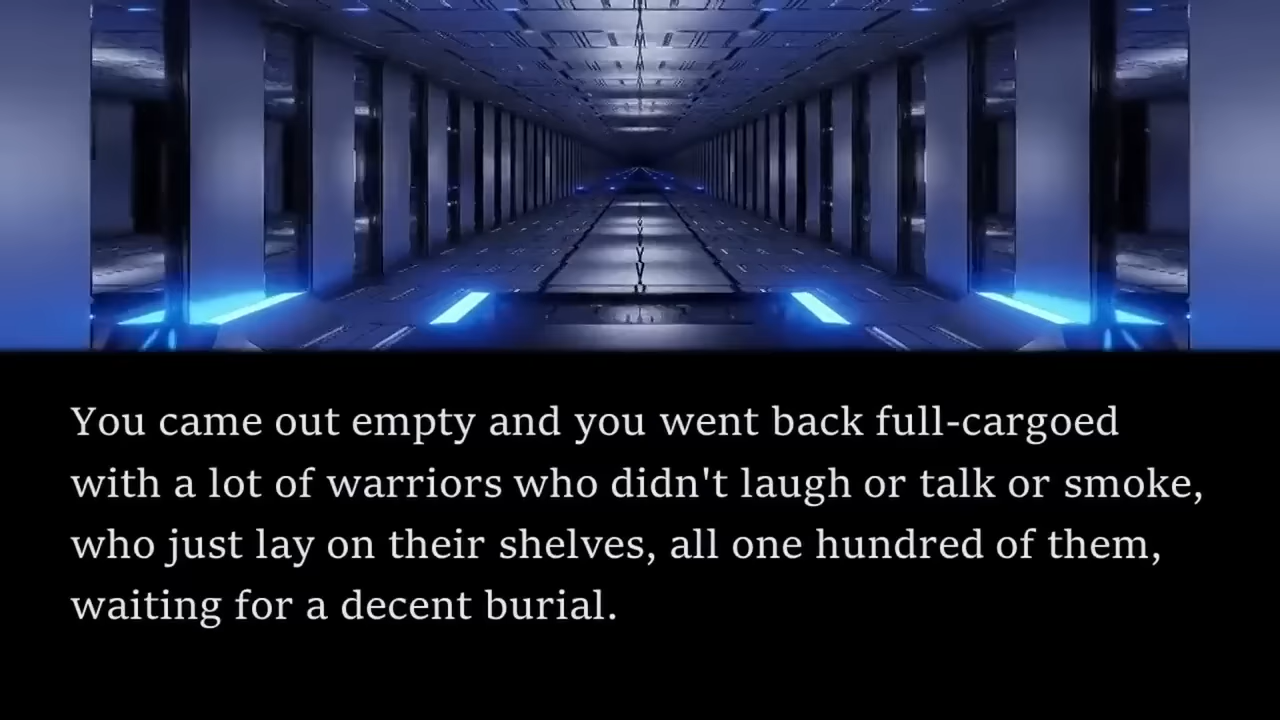 You came out empty and you went back full-cargoed
with a lot of warriors who didn't laugh or talk or smoke,
who just lay on their shelves, all one hundred of them,
waiting for a decent burial.